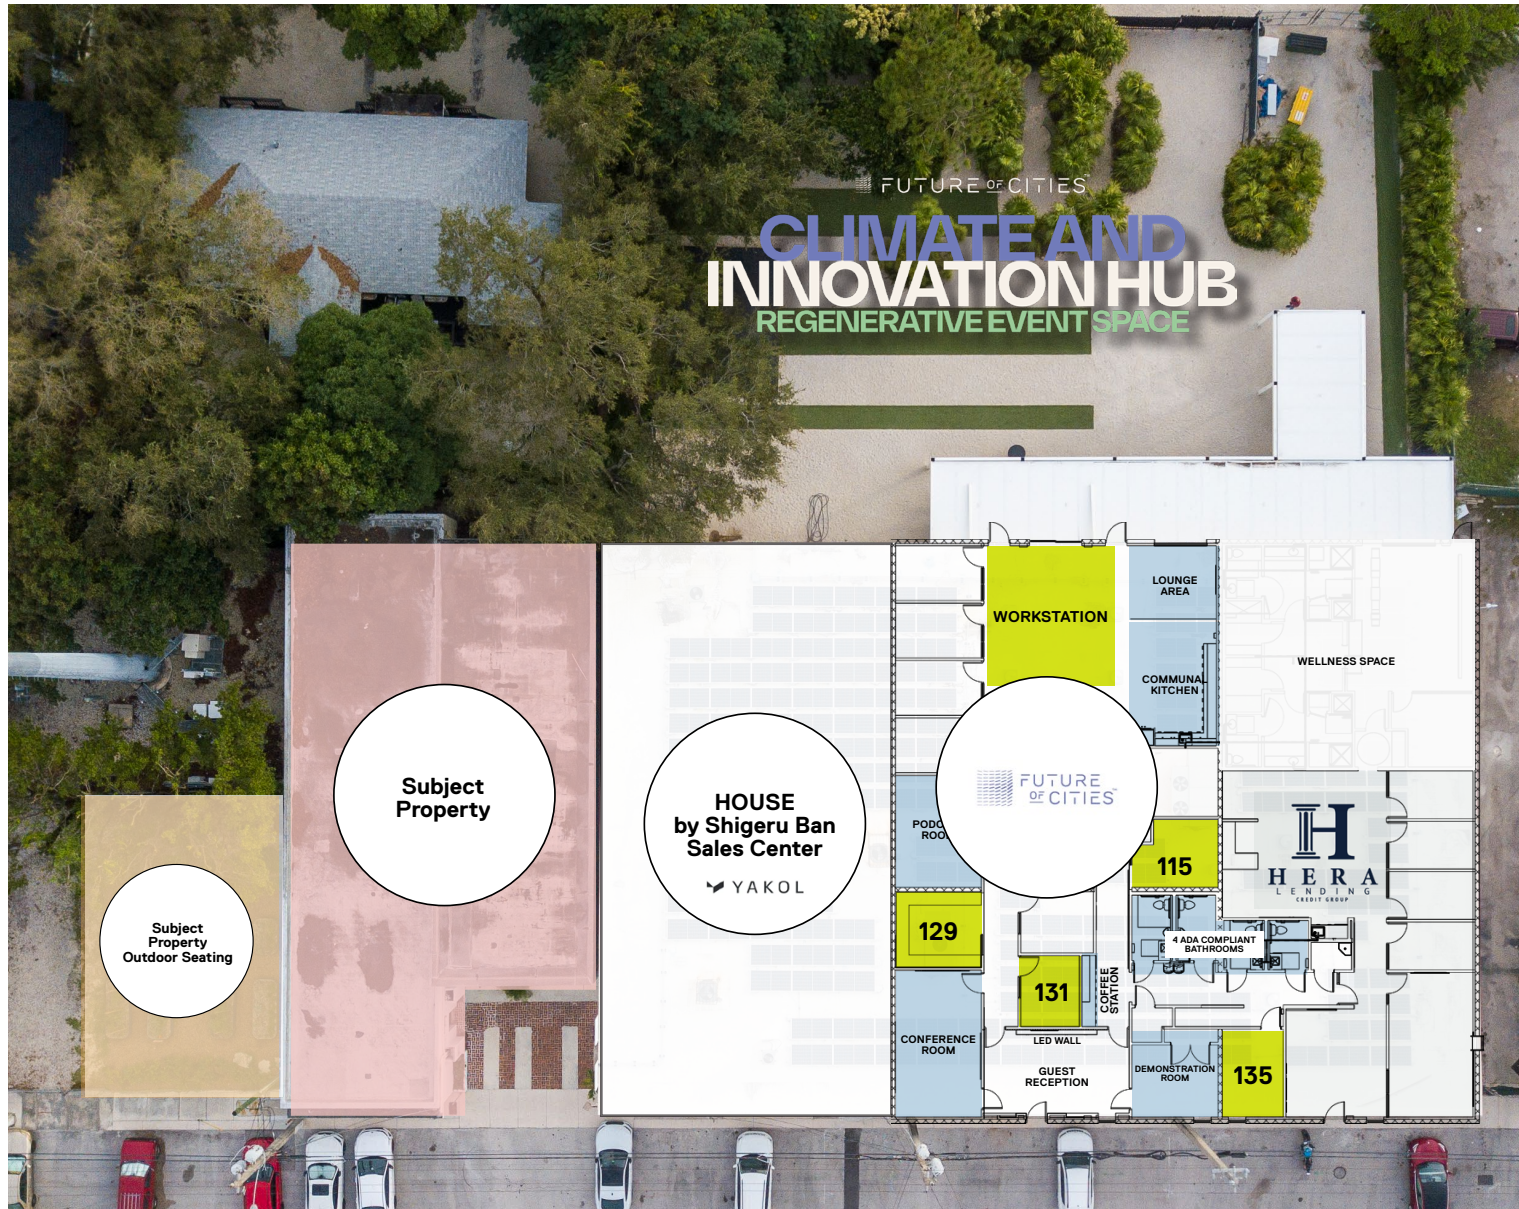 FUTURE OF CITIES
CLIMATE AND
INNOVATION HUB
REGENERATIVE EVENT SPACE
LOUNGE
AREA
WORKSTATION
COMMUNAL
KITCHEN
WELLNESS SPACE
Subject
Property
HOUSE
by Shigeru Ban
Sales Center
YAKOL
FUTURE
OF CITIES
PODC
ROO
115
HERA
LENDING
CREDIT GROUP
129
4 ADA COMPLIANT
BATHROOMS
Subject
Property
Outdoor Seating
131
COFFEE
STATION
LED WALL
CONFERENCE
ROOM
GUEST
RECEPTION
DEMONSTRATION
ROOM
135